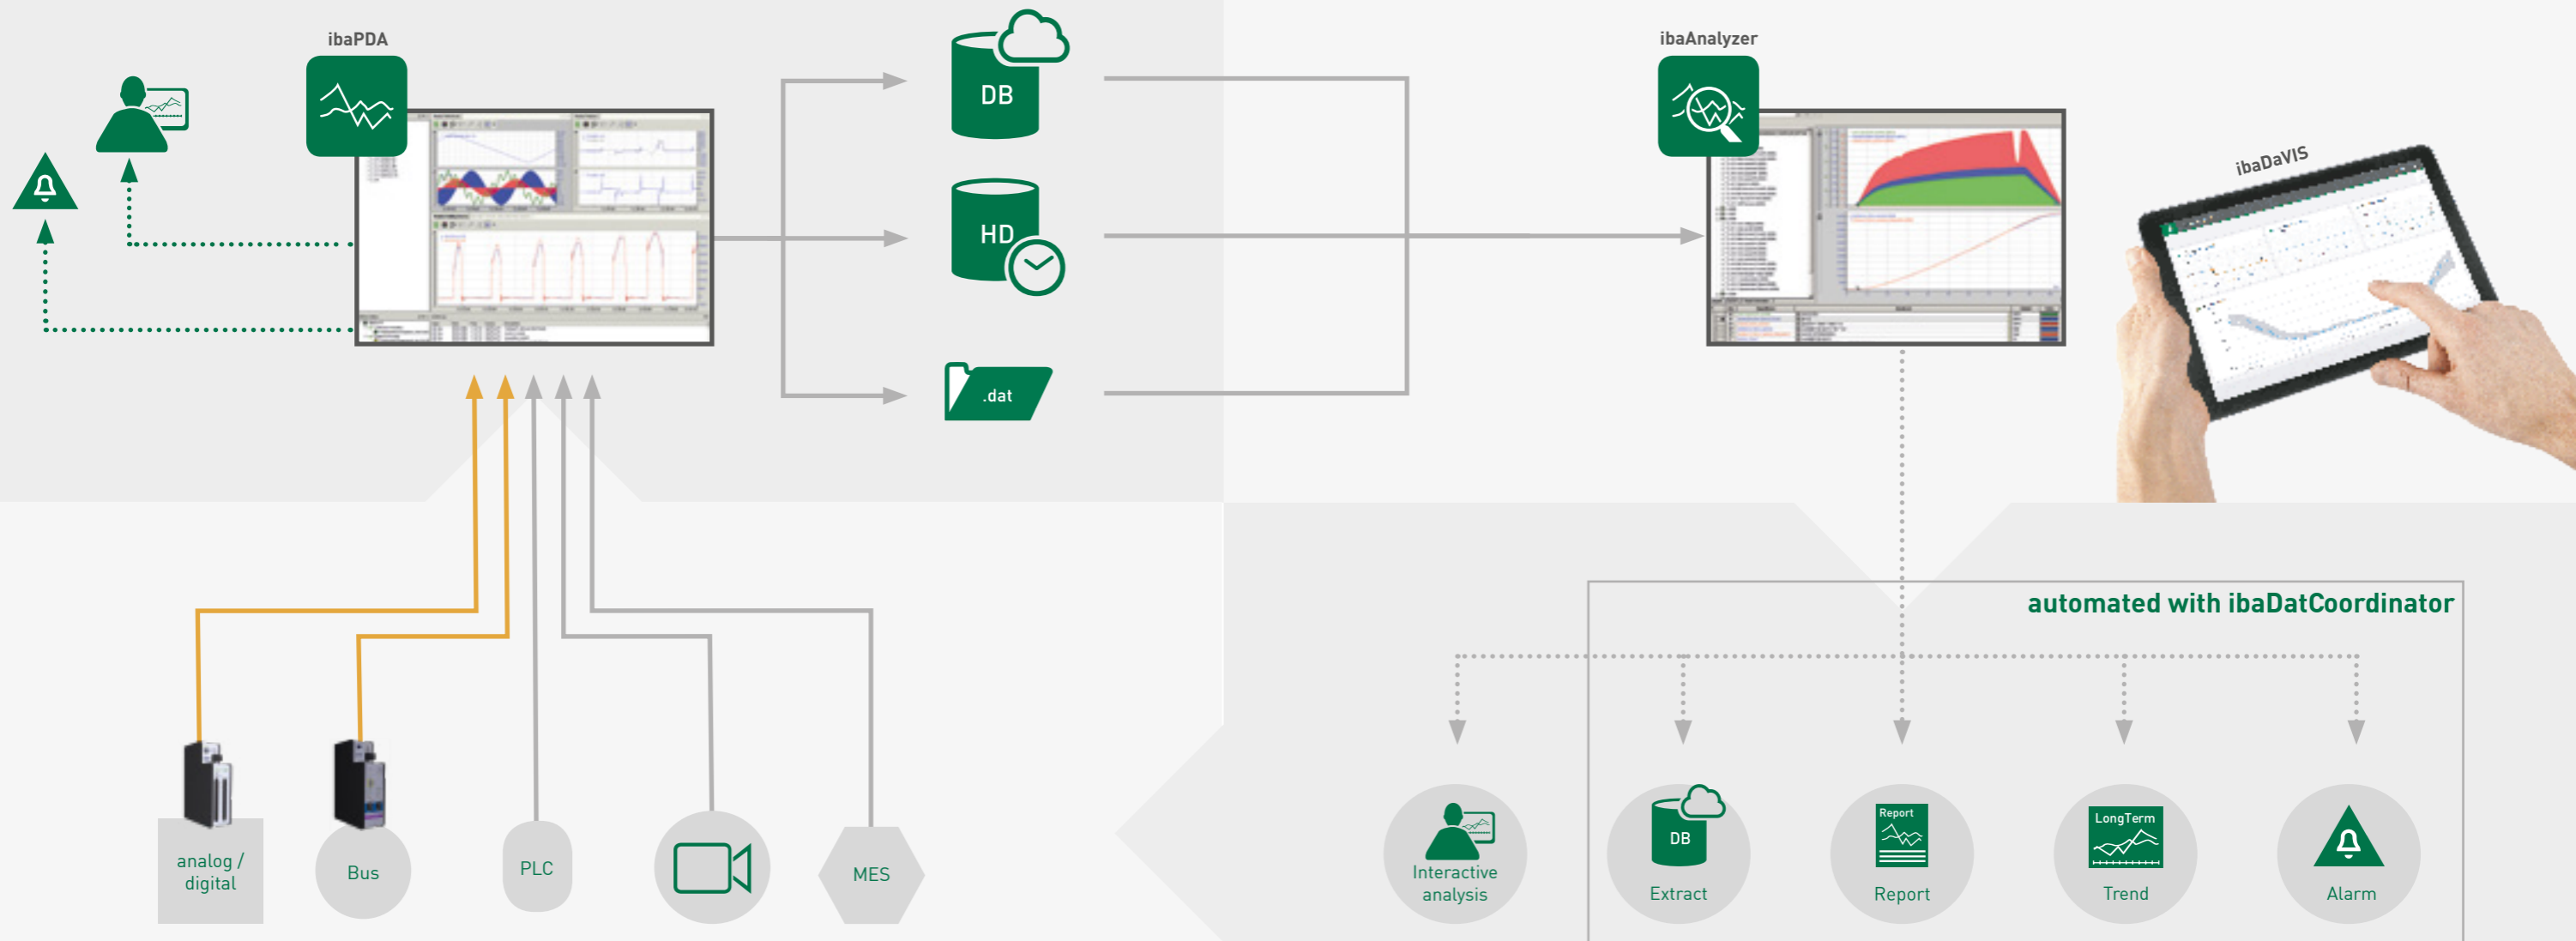 ibaPDA
DB
HD
.dat
ibaAnalyzer
ibaDaVIS
analog /
digital
Bus
PLC
MES
automated with ibaDatCoordinator
Interactive
analysis
DB
Extract
Report
Report
LongTerm
Trend
Alarm